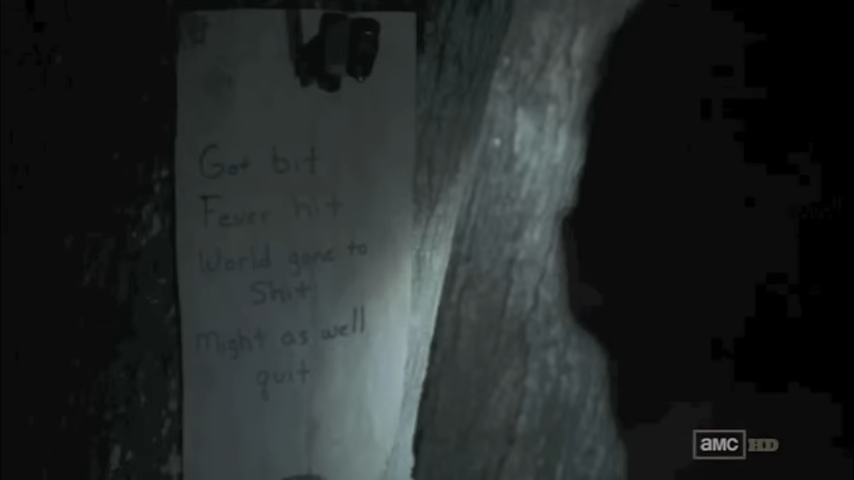 Got bit
Fever hit
World gone to
Shit
Might as well
quit
amc HD